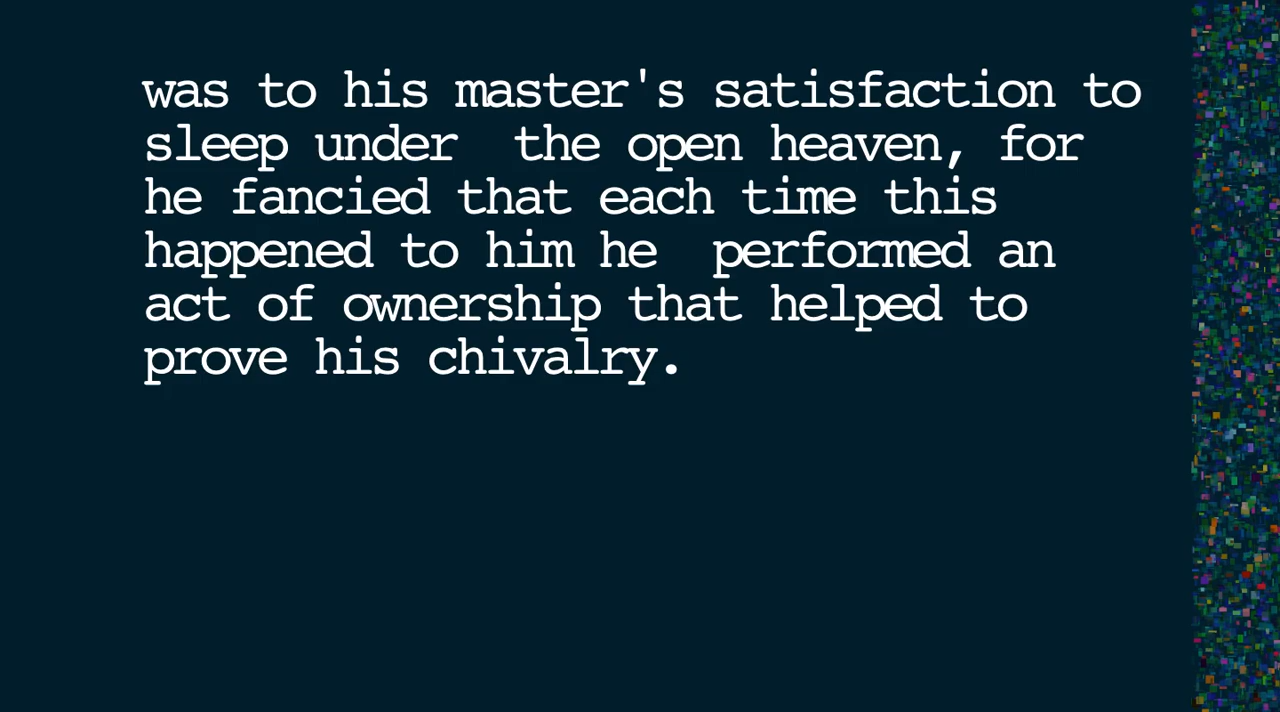 was to his master's satisfaction to
sleep under  the open heaven, for
he fancied that each time this
happened to him he  performed an
act of ownership that helped to
prove his chivalry.